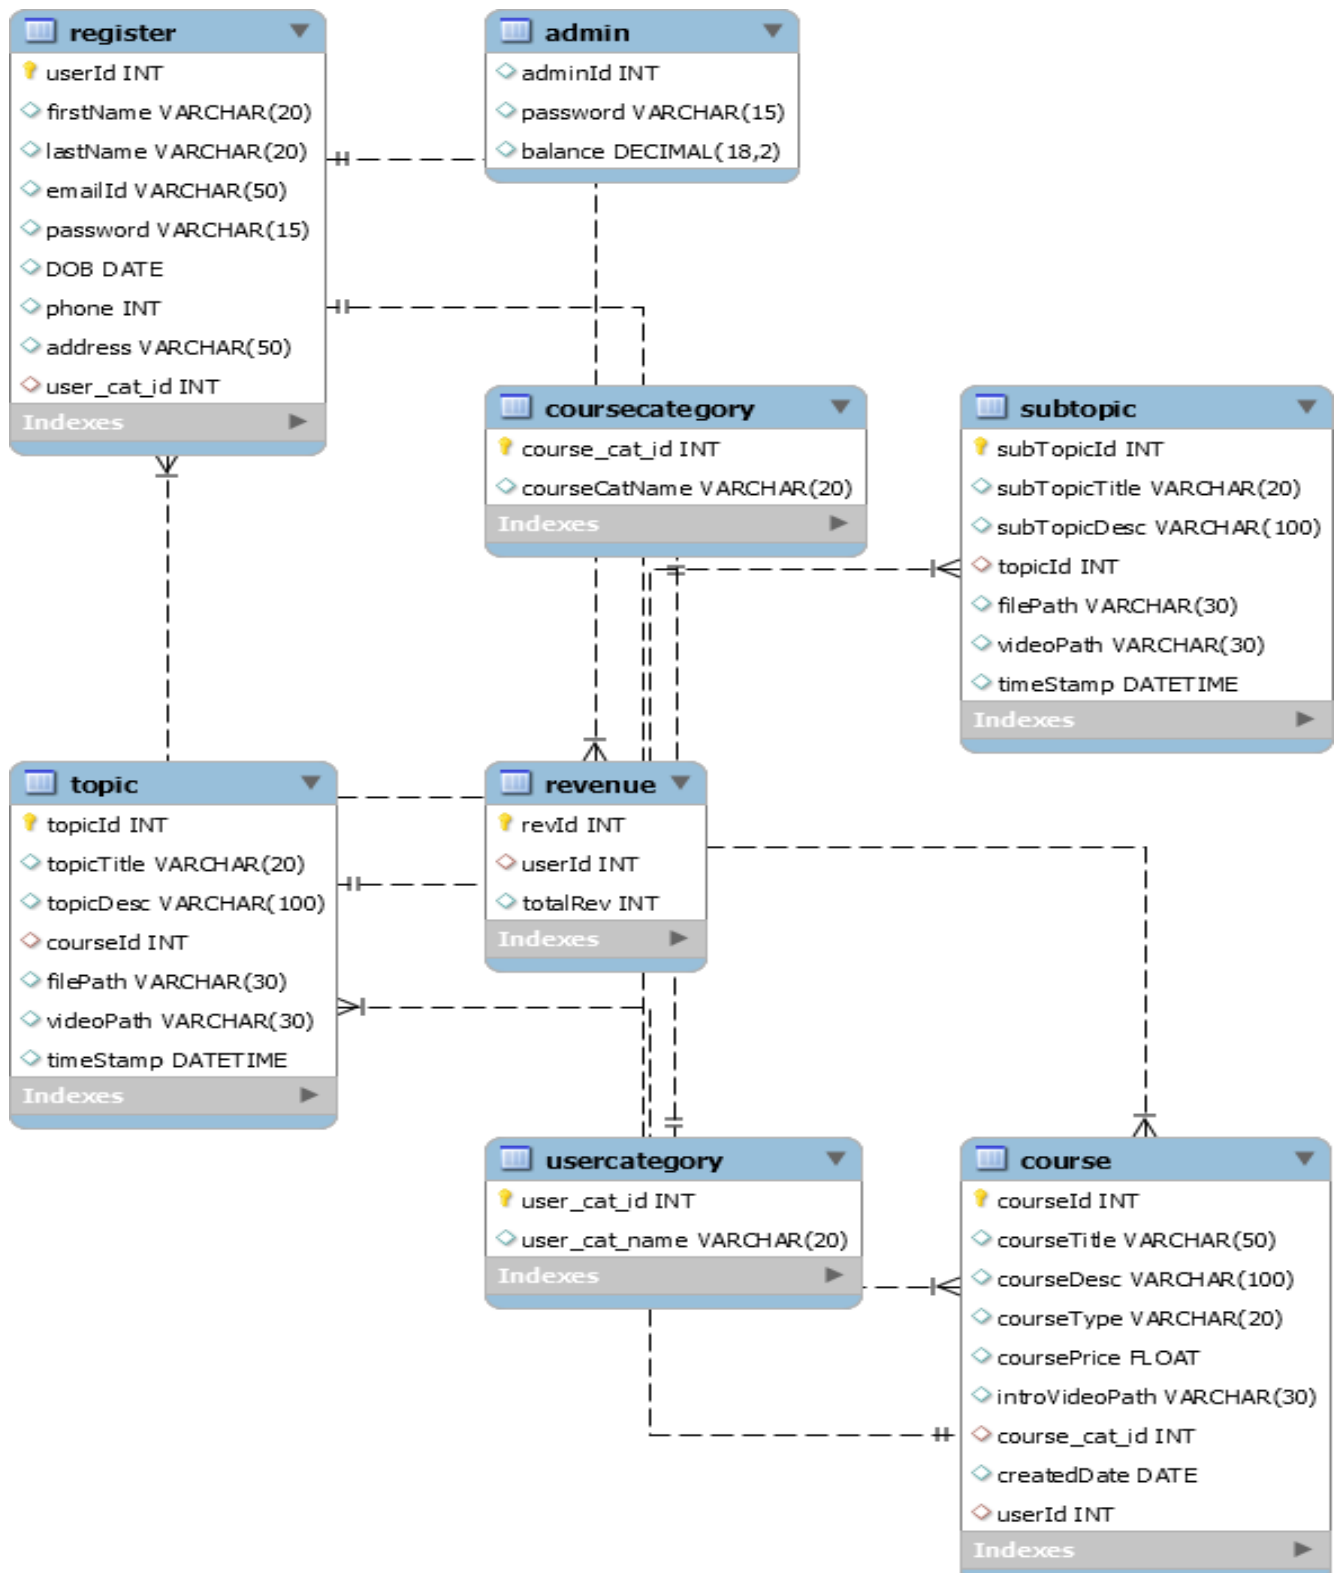 register
userId INT
firstName VARCHAR(20)
lastName VARCHAR(20)
emailId VARCHAR(50)
password VARCHAR(15)
DOB DATE
phone INT
address VARCHAR(50)
user_cat_id INT
Indexes
admin
adminId INT
password VARCHAR(15)
balance DECIMAL(18,2)
coursecategory
course_cat_id INT
courseCatName VARCHAR(20)
Indexes
subtopic
subTopicId INT
subTopicTitle VARCHAR(20)
subTopicDesc VARCHAR(100)
topicId INT
filePath VARCHAR(30)
videoPath VARCHAR(30)
timeStamp DATETIME
Indexes
topic
topicId INT
topicTitle VARCHAR(20)
topicDesc VARCHAR(100)
courseId INT
filePath VARCHAR(30)
videoPath VARCHAR(30)
timeStamp DATETIME
Indexes
revenue
revId INT
userId INT
totalRev INT
Indexes
usercategory
user_cat_id INT
user_cat_name VARCHAR(20)
Indexes
course
courseId INT
courseTitle VARCHAR(50)
courseDesc VARCHAR(100)
courseType VARCHAR(20)
coursePrice FLOAT
introVideoPath VARCHAR(30)
course_cat_id INT
createdDate DATE
userId INT
Indexes